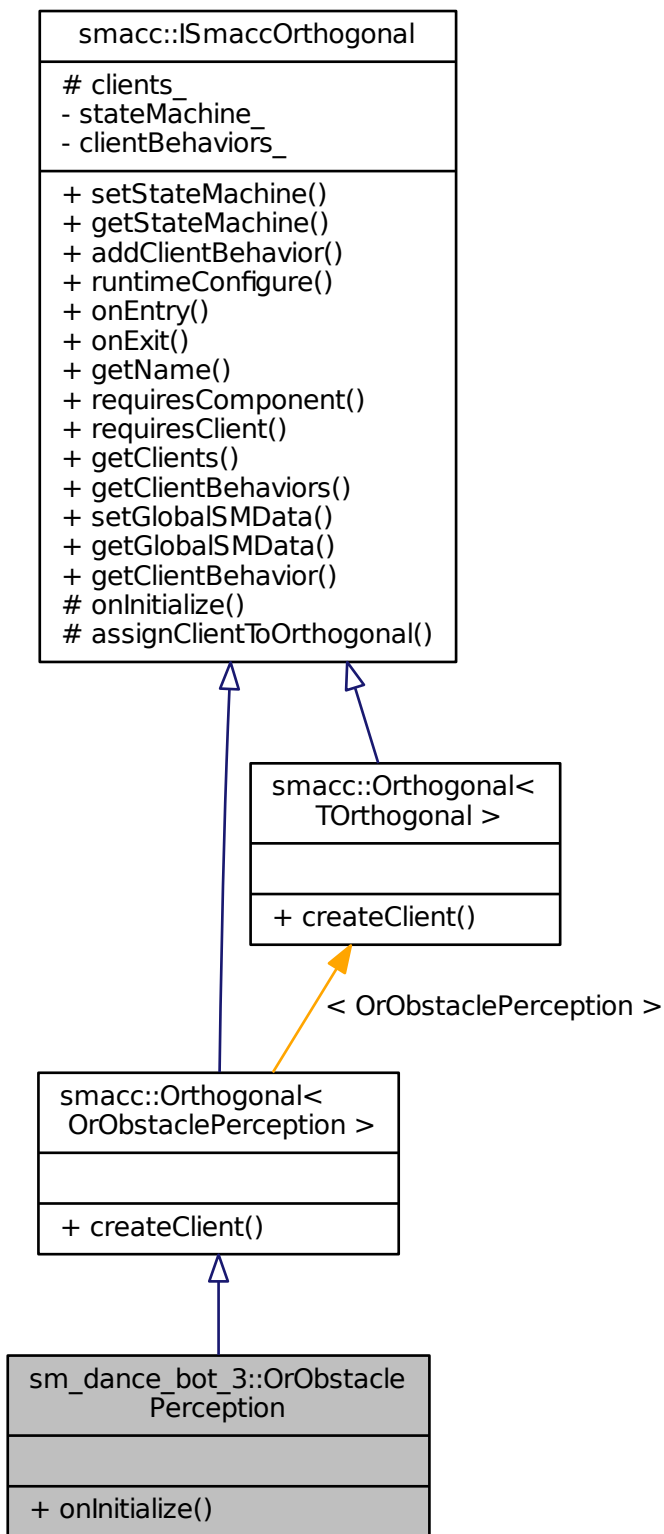 smacc::ISmaccOrthogonal
# clients_
- stateMachine_
- clientBehaviors_
+ setStateMachine()
+ getStateMachine()
+ addClientBehavior()
+ runtimeConfigure()
+ onEntry()
+ onExit()
+ getName()
+ requiresComponent()
+ requiresClient()
+ getClients()
+ getClientBehaviors()
+ setGlobalSMData()
+ getGlobalSMData()
+ getClientBehavior()
# onInitialize()
# assignClientToOrthogonal()
smacc::Orthogonal<
TOrthogonal >
+ createClient()
< OrObstaclePerception >
smacc::Orthogonal<
OrObstaclePerception >
+ createClient()
sm_dance_bot_3::OrObstacle
Perception
+ onInitialize()